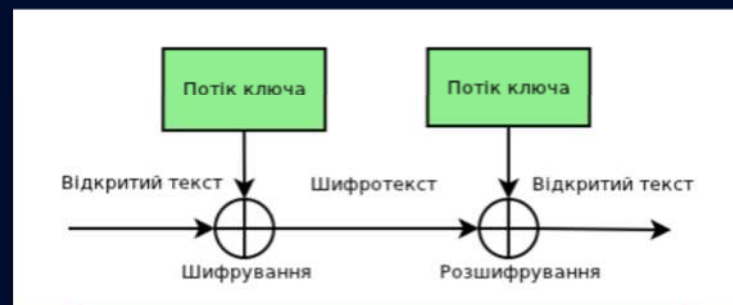 Потік ключа
Потік ключа
Відкритий текст
Шифротекст
Відкритий текст
Шифрування
Розшифрування